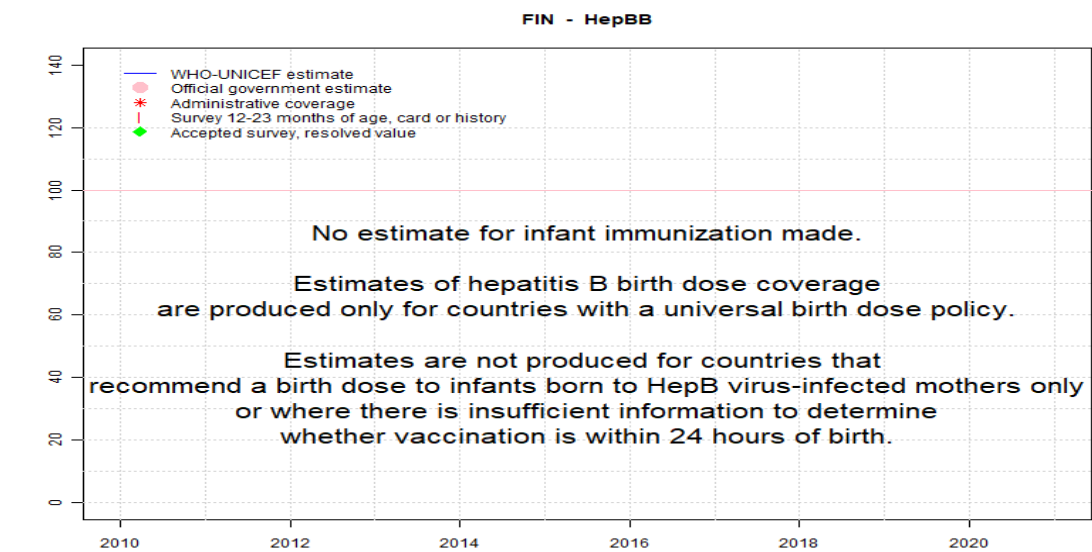 FIN - HepBB
WHO-UNICEF estimate
Official government estimate
Administrative coverage
Survey 12-23 months of age, card or history
Accepted survey, resolved value
140
120
100
80
60
40
20
0
No estimate for infant immunization made.
Estimates of hepatitis B birth dose coverage
are produced only for countries with a universal birth dose policy.
Estimates are not produced for countries that
recommend a birth dose to infants born to HepB virus-infected mothers only
or where there is insufficient information to determine
whether vaccination is within 24 hours of birth.
2010 2012 2014 2016 2018 2020